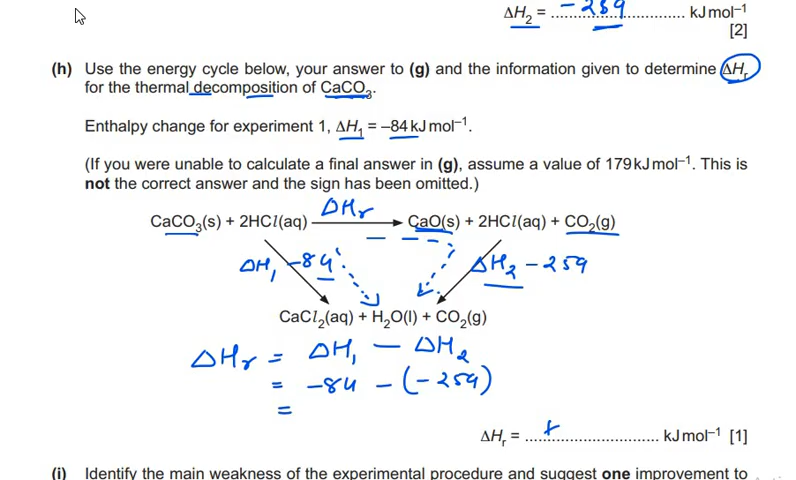 ΔH₂ = −259 kJ mol⁻¹
[2]
(h) Use the energy cycle below, your answer to (g) and the information given to determine ΔHᵣ
for the thermal decomposition of CaCO₃.
Enthalpy change for experiment 1, ΔH₁ = −84 kJ mol⁻¹.
(If you were unable to calculate a final answer in (g), assume a value of 179 kJ mol⁻¹. This is
not the correct answer and the sign has been omitted.)
ΔHr
CaCO₃(s) + 2HCl(aq) → CaO(s) + 2HCl(aq) + CO₂(g)
ΔH₁ −84 ΔH₂ −259
CaCl₂(aq) + H₂O(l) + CO₂(g)
ΔHr = ΔH₁ − ΔH₂
= −84 − (−259)
=
ΔHᵣ = + kJ mol⁻¹ [1]
(i) Identify the main weakness of the experimental procedure and suggest one improvement to